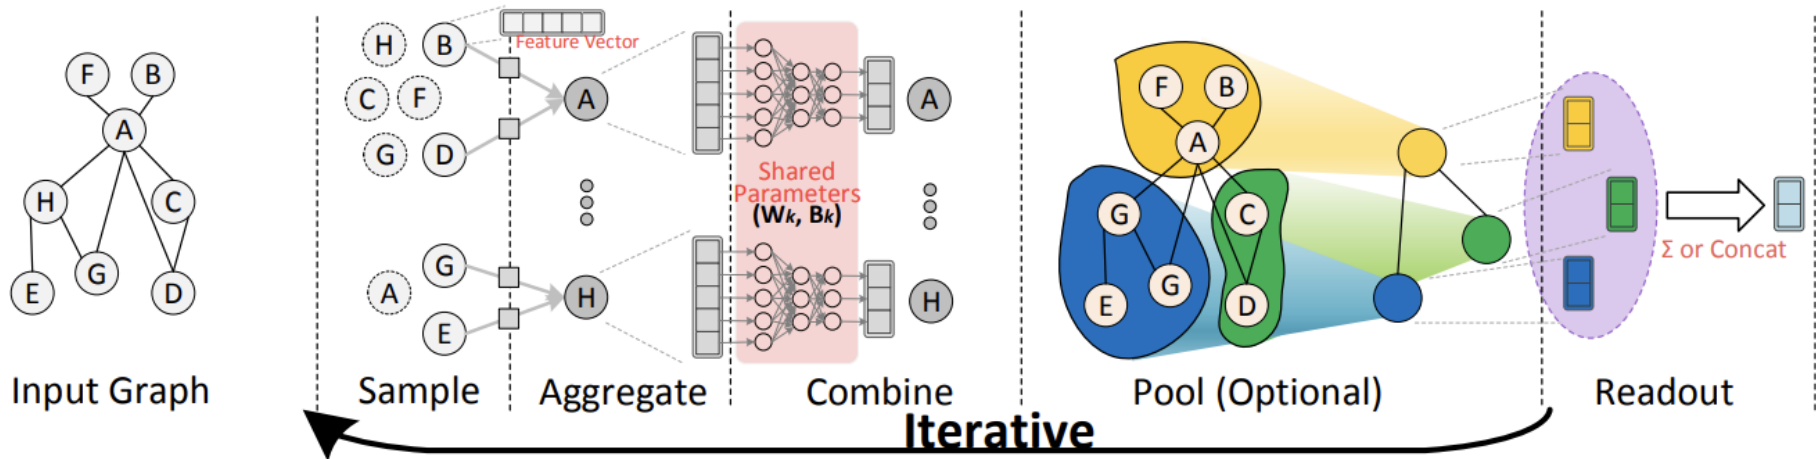 F B
A
H C
G
E D
Input Graph
H B
C F
G D
A
G
E
Sample
Feature Vector
A
H
Aggregate
Shared
Parameters
(Wk, Bk)
A
H
Combine
F B
A
G C
G
E D
Pool (Optional)
Σ or Concat
Readout
Iterative